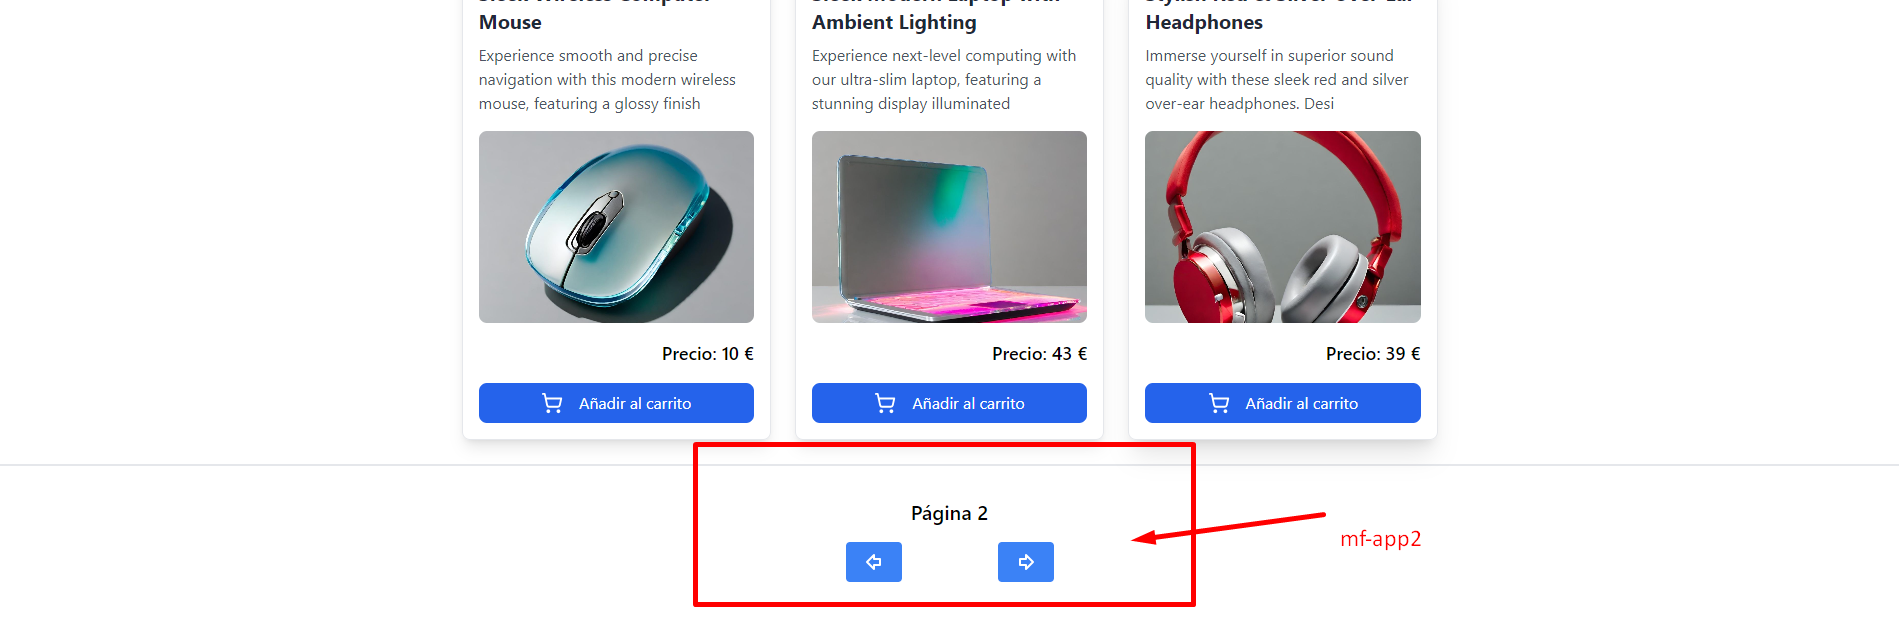 Mouse
Experience smooth and precise
navigation with this modern wireless
mouse, featuring a glossy finish
Precio: 10 €
Añadir al carrito
Ambient Lighting
Experience next-level computing with
our ultra-slim laptop, featuring a
stunning display illuminated
Precio: 43 €
Añadir al carrito
Headphones
Immerse yourself in superior sound
quality with these sleek red and silver
over-ear headphones. Desi
Precio: 39 €
Añadir al carrito
Página 2
mf-app2